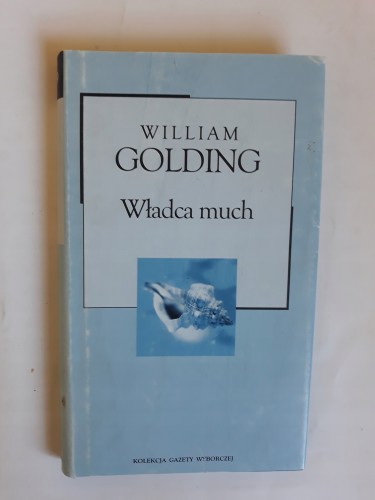 WILLIAM
GOLDING
Władca much
KOLEKCJA GAZETY WYBORCZEJ